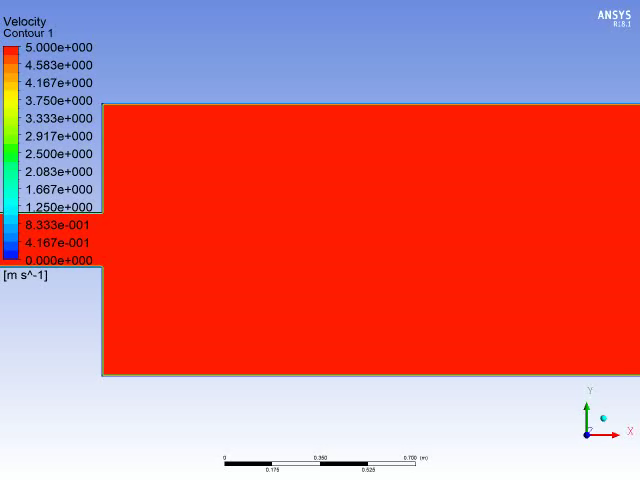 Velocity
Contour 1
5.000e+000
4.583e+000
4.167e+000
3.750e+000
3.333e+000
2.917e+000
2.500e+000
2.083e+000
1.667e+000
1.250e+000
8.333e-001
4.167e-001
0.000e+000
[m s^-1]
ANSYS
R18.1
Y
Z
X
0 0.350 0.700 (m)
0.175 0.525